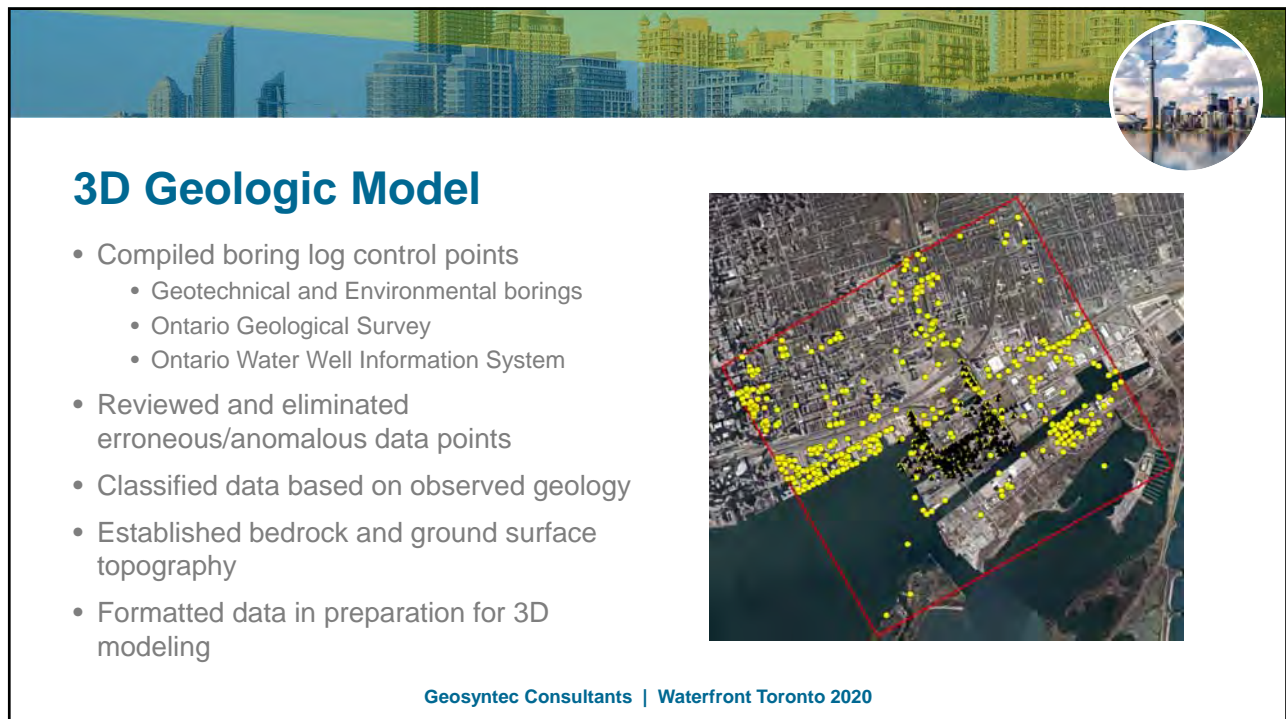 3D Geologic Model
• Compiled boring log control points
• Geotechnical and Environmental borings
• Ontario Geological Survey
• Ontario Water Well Information System
• Reviewed and eliminated
erroneous/anomalous data points
• Classified data based on observed geology
• Established bedrock and ground surface
topography
• Formatted data in preparation for 3D
modeling
Geosyntec Consultants | Waterfront Toronto 2020